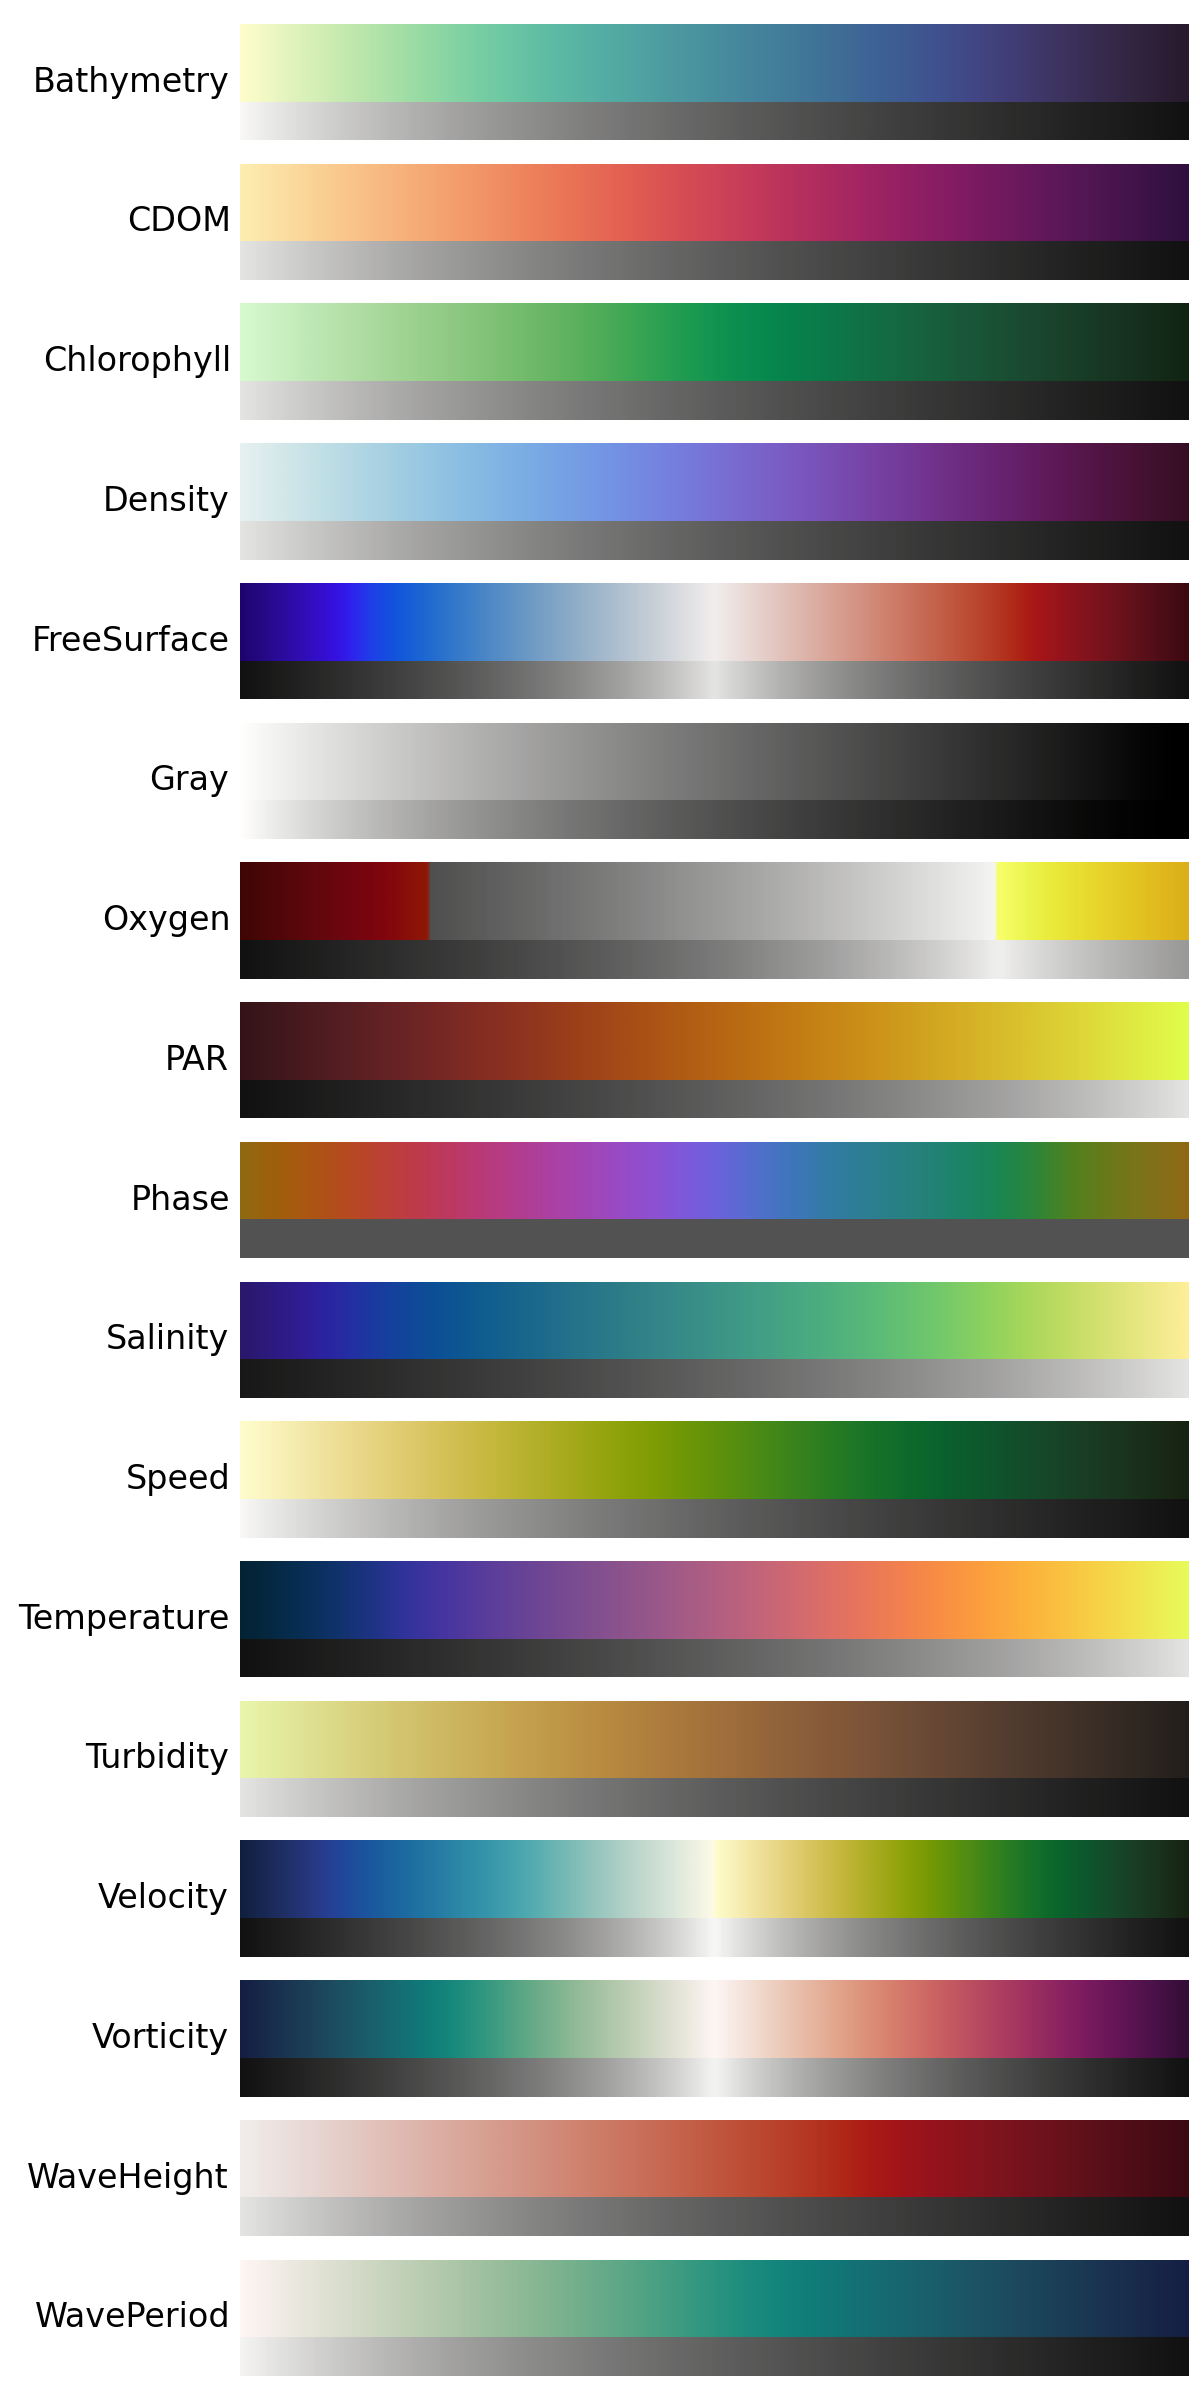 Bathymetry
CDOM
Chlorophyll
Density
FreeSurface
Gray
Oxygen
PAR
Phase
Salinity
Speed
Temperature
Turbidity
Velocity
Vorticity
WaveHeight
WavePeriod